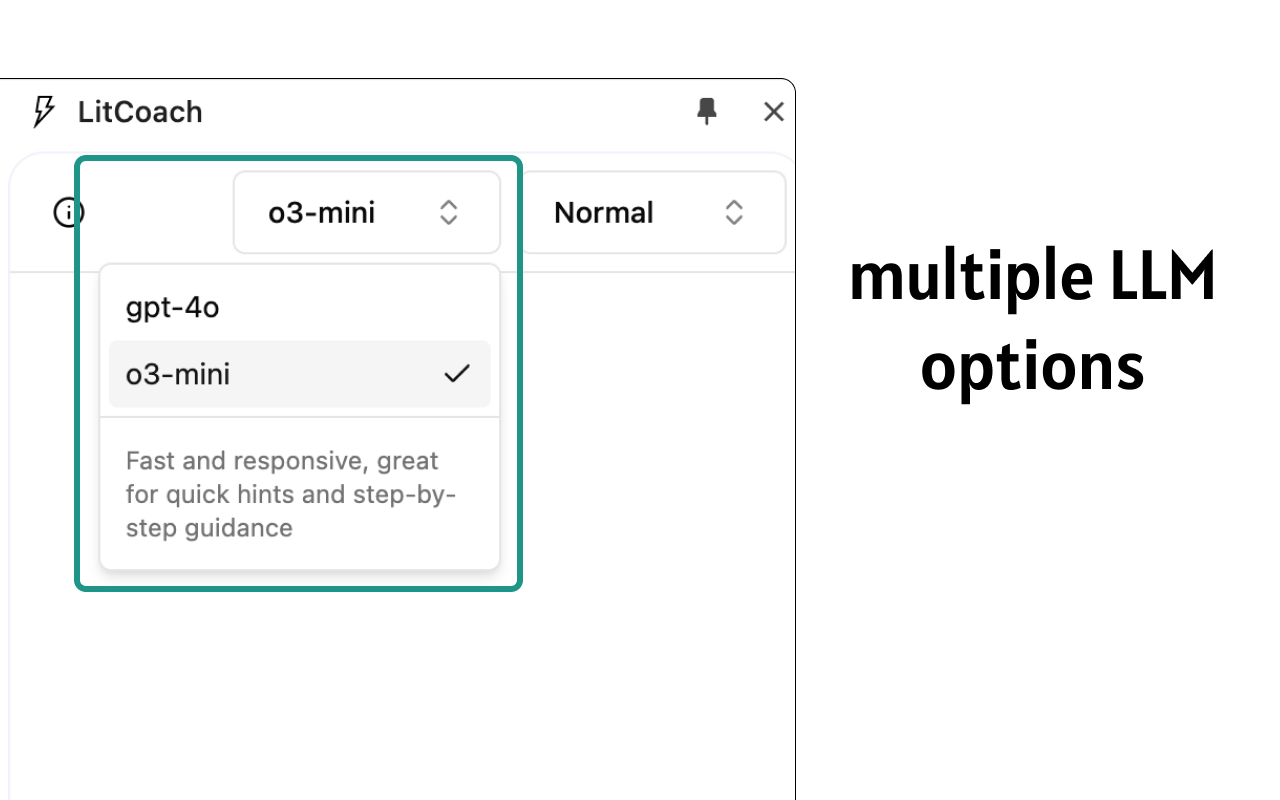 LitCoach
o3-mini
Normal
gpt-4o
o3-mini
Fast and responsive, great
for quick hints and step-by-
step guidance
multiple LLM
options